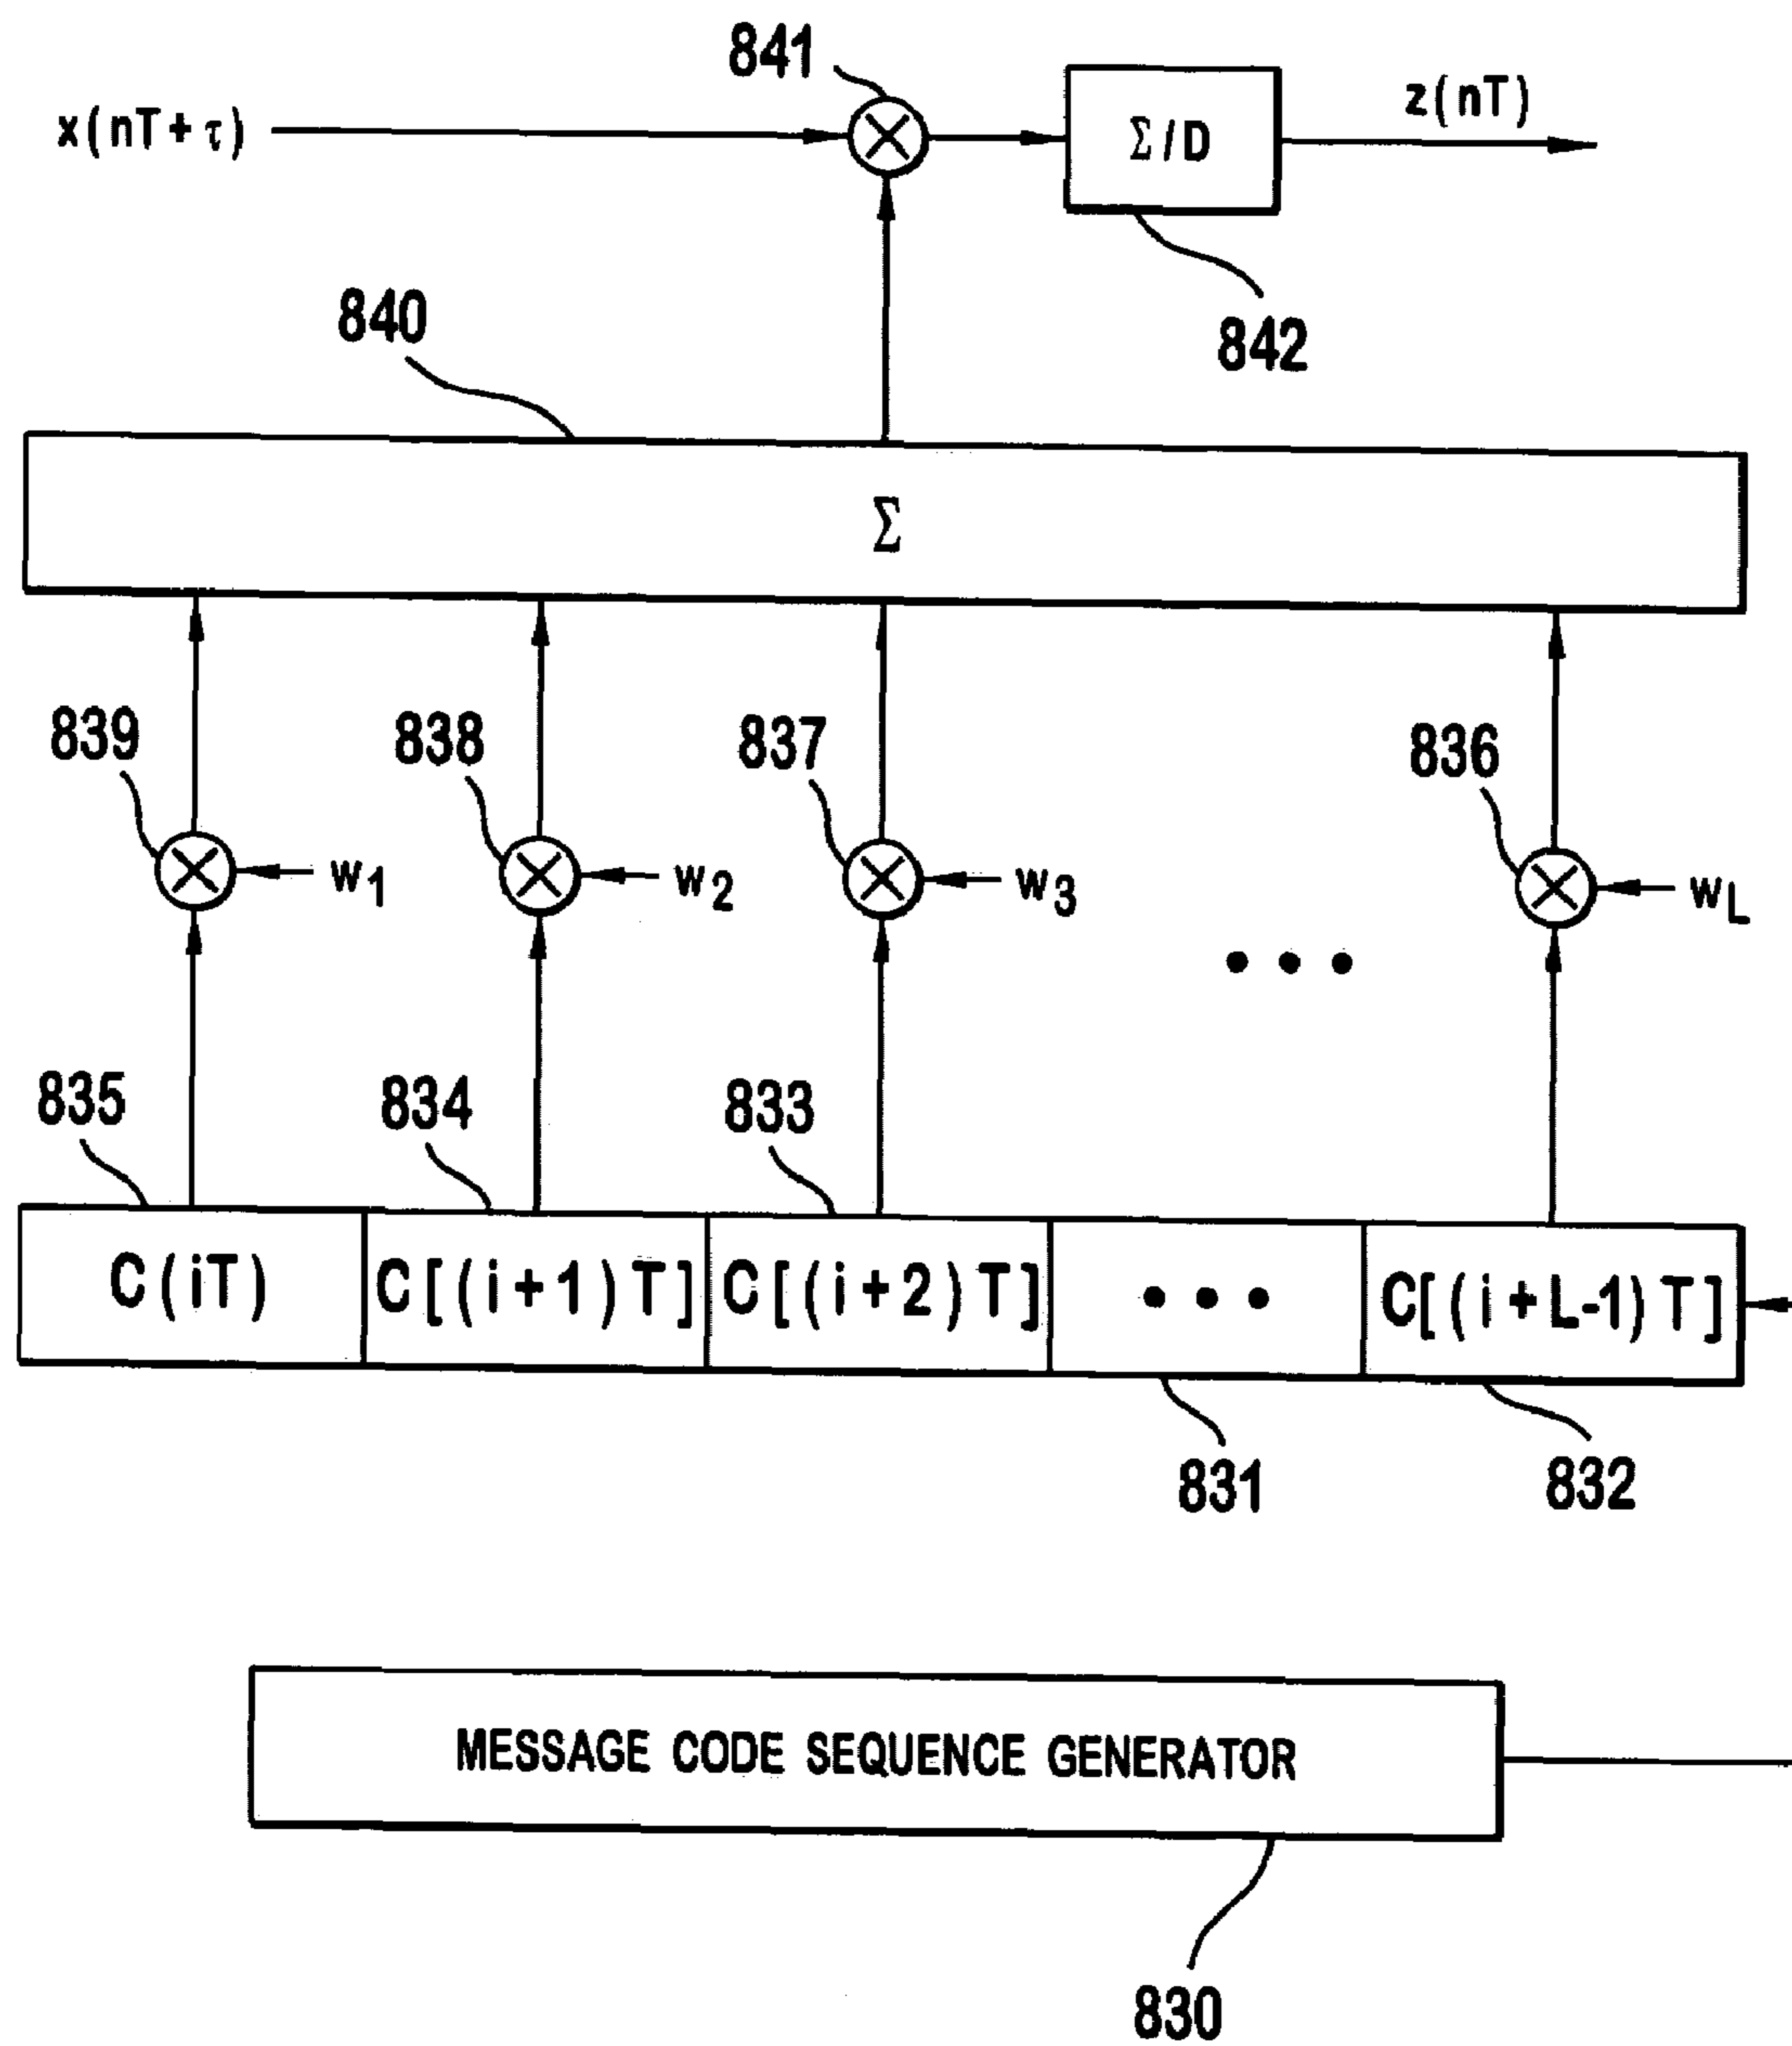 841
x(nT+τ)
Σ/D
z(nT)
840
842
Σ
839
838
837
836
w1
w2
w3
wL
• • •
835
834
833
C(iT)
C[(i+1)T]
C[(i+2)T]
• • •
C[(i+L-1)T]
831
832
MESSAGE CODE SEQUENCE GENERATOR
830